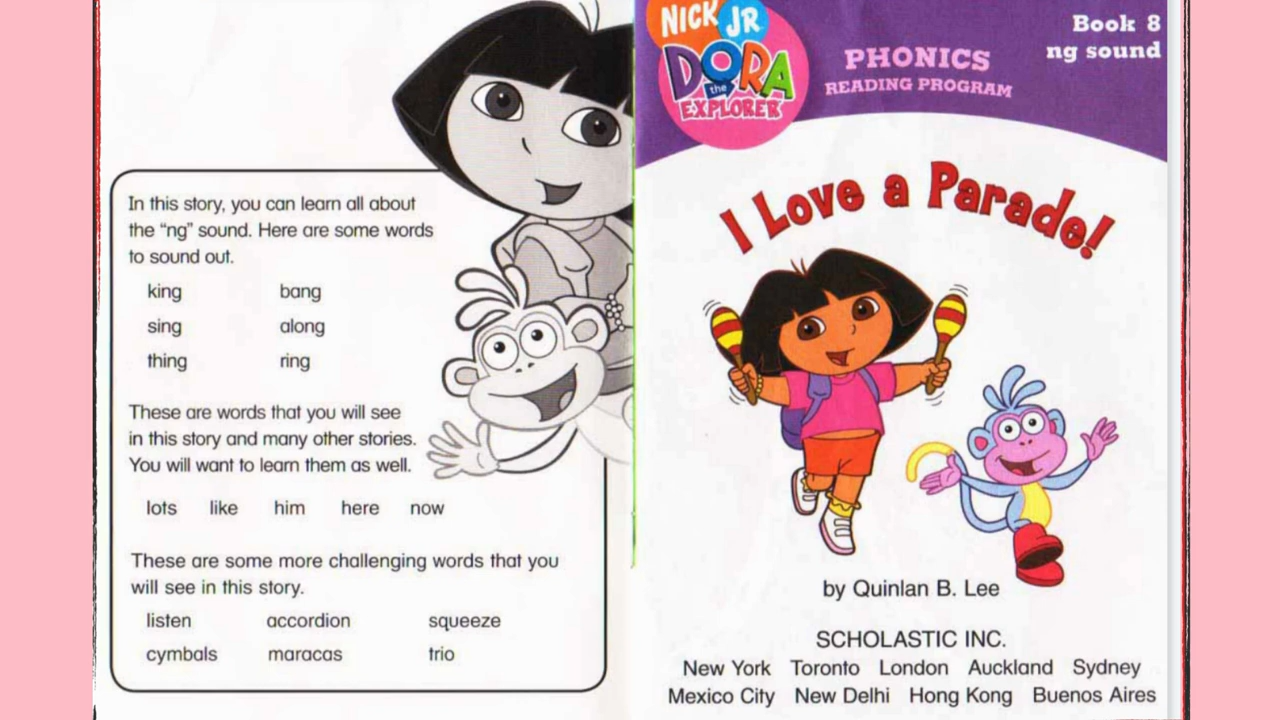 In this story, you can learn all about
the “ng” sound. Here are some words
to sound out.
king bang
sing along
thing ring
These are words that you will see
in this story and many other stories.
You will want to learn them as well.
lots like him here now
These are some more challenging words that you
will see in this story.
listen accordion squeeze
cymbals maracas trio
NICK JR
DORA
the
EXPLORER
PHONICS
READING PROGRAM
Book 8
ng sound
I Love a Parade!
by Quinlan B. Lee
SCHOLASTIC INC.
New York Toronto London Auckland Sydney
Mexico City New Delhi Hong Kong Buenos Aires